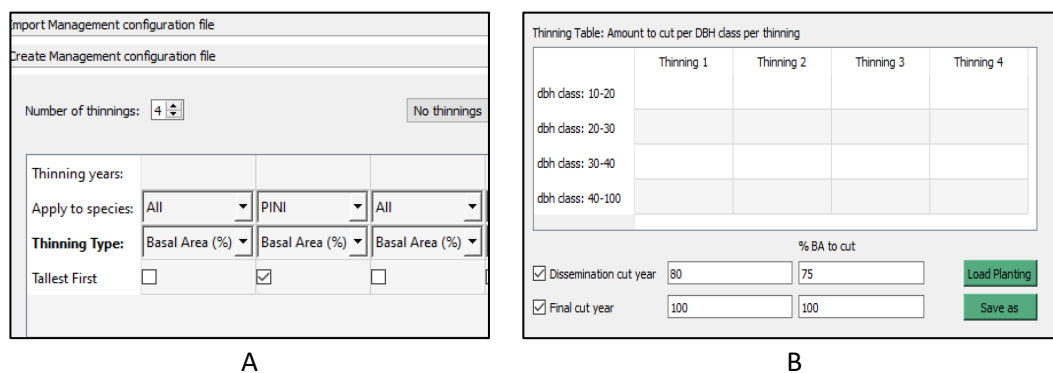 Import Management configuration file
Create Management configuration file
Number of thinnings: 4 No thinnings
Thinning years:
Apply to species: All PINI All
Thinning Type: Basal Area (%) Basal Area (%) Basal Area (%)
Tallest First
A
Thinning Table: Amount to cut per DBH class per thinning
Thinning 1 Thinning 2 Thinning 3 Thinning 4
dbh class: 10-20
dbh class: 20-30
dbh class: 30-40
dbh class: 40-100
% BA to cut
Dissemination cut year 80 75 Load Planting
Final cut year 100 100 Save as
B